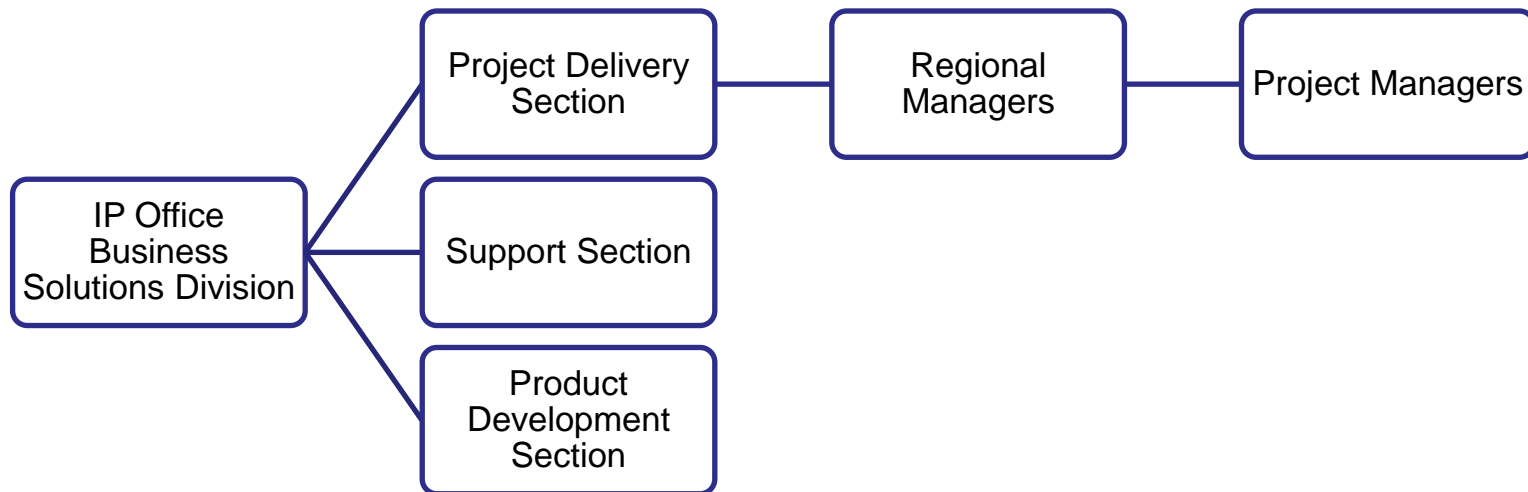 Project Delivery
Section
Regional
Managers
Project Managers
IP Office
Business
Solutions Division
Support Section
Product
Development
Section